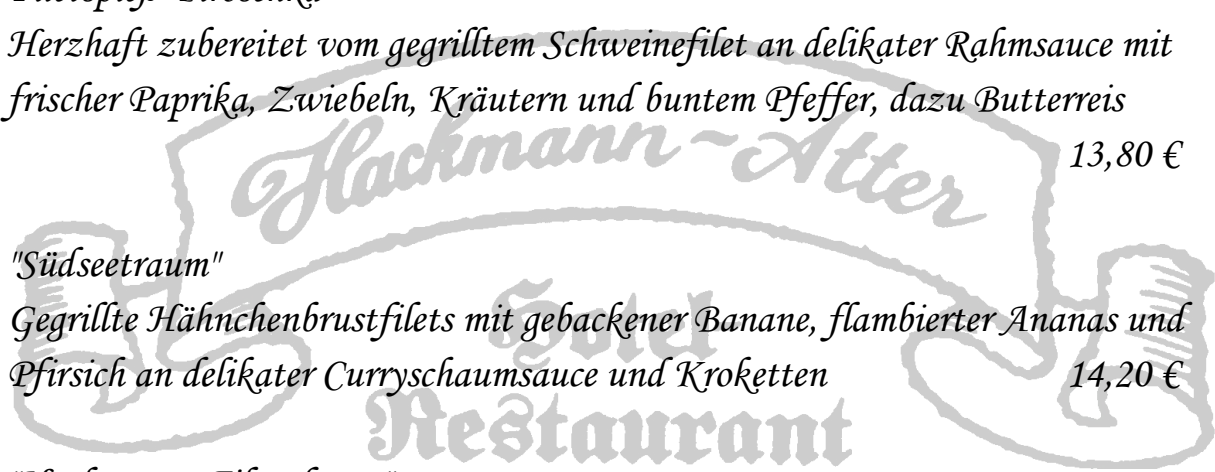 Herzhaft zubereitet vom gegrilltem Schweinefilet an delikater Rahmsauce mit
frischer Paprika, Zwiebeln, Kräutern und buntem Pfeffer, dazu Butterreis
13,80 €
Hackmann-Atter
"Südseetraum"
Gegrillte Hähnchenbrustfilets mit gebackener Banane, flambierter Ananas und
Hotel
Pfirsich an delikater Curryschaumsauce und Kroketten 14,20 €
Restaurant